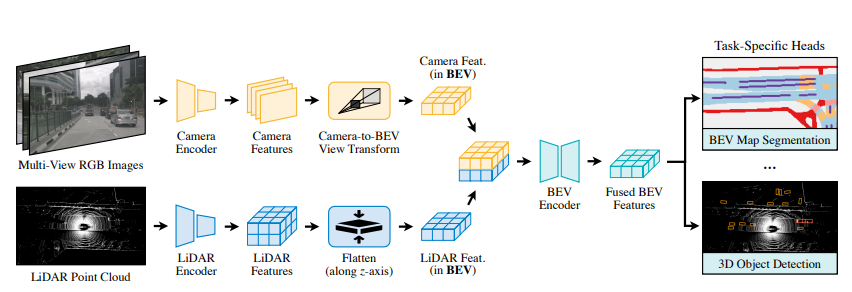 Task-Specific Heads
Camera Feat.
(in BEV)
Multi-View RGB Images
Camera
Encoder
Camera
Features
Camera-to-BEV
View Transform
BEV Map Segmentation
...
BEV
Encoder
Fused BEV
Features
LiDAR Point Cloud
LiDAR
Encoder
LiDAR
Features
Flatten
(along z-axis)
LiDAR Feat.
(in BEV)
3D Object Detection